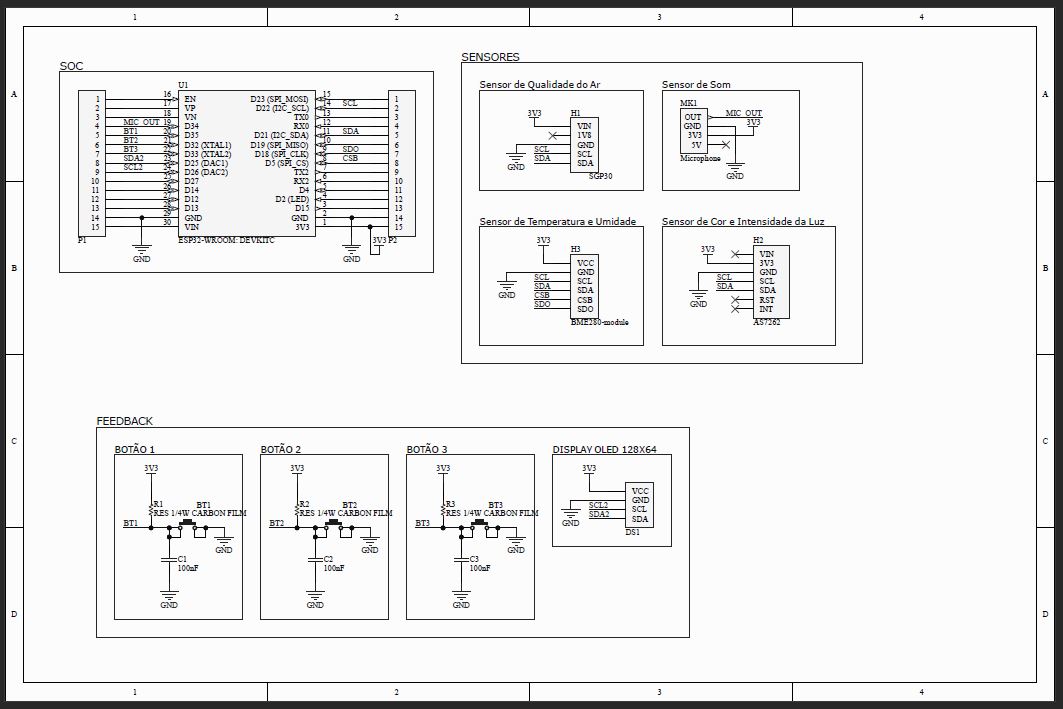 1 2 3 4
A A
B B
C C
D D
SOC
U1
1 16 EN D23 (SPI_MOSI) 15 1
2 17 VP D22 (I2C_SCL) 14 SCL 2
3 18 VN TX0 13 3
4 MIC_OUT 19 D34 RX0 12 4
5 BT1 20 D35 D21 (I2C_SDA) 11 SDA 5
6 BT2 21 D32 (XTAL1) D19 (SPI_MISO) 10 6
7 BT3 22 D33 (XTAL2) D18 (SPI_CLK) 9 SDO 7
8 SDA2 23 D25 (DAC1) D5 (SPI_CS) 8 CSB 8
9 SCL2 24 D26 (DAC2) TX2 7 9
10 25 D27 RX2 6 10
11 26 D14 D4 5 11
12 27 D12 D2 (LED) 4 12
13 28 D13 D15 3 13
14 29 GND GND 2 14
15 30 VIN 3V3 1 15
P1 ESP32-WROOM: DEVKITC 3V3 P2
GND GND
SENSORES
Sensor de Qualidade do Ar
3V3 H1
VIN
1V8
GND
SCL SCL
SDA SDA
GND
SGP30
Sensor de Som
MK1
OUT MIC_OUT
GND 3V3
3V3
5V
Microphone
GND
Sensor de Temperatura e Umidade
3V3 H3
VCC
GND
SCL SCL
SDA SDA
CSB CSB
SDO SDO
GND
BME280-module
Sensor de Cor e Intensidade da Luz
3V3 H2
VIN
3V3
GND
SCL SCL
SDA SDA
RST
INT
GND
AS7262
FEEDBACK
BOTÃO 1
3V3
R1 BT1
RES 1/4W CARBON FILM
BT1
GND
C1
100nF
GND
BOTÃO 2
3V3
R2 BT2
RES 1/4W CARBON FILM
BT2
GND
C2
100nF
GND
BOTÃO 3
3V3
R3 BT3
RES 1/4W CARBON FILM
BT3
GND
C3
100nF
GND
DISPLAY OLED 128X64
3V3
VCC
GND
SCL2 SCL
SDA2 SDA
GND
DS1
1 2 3 4